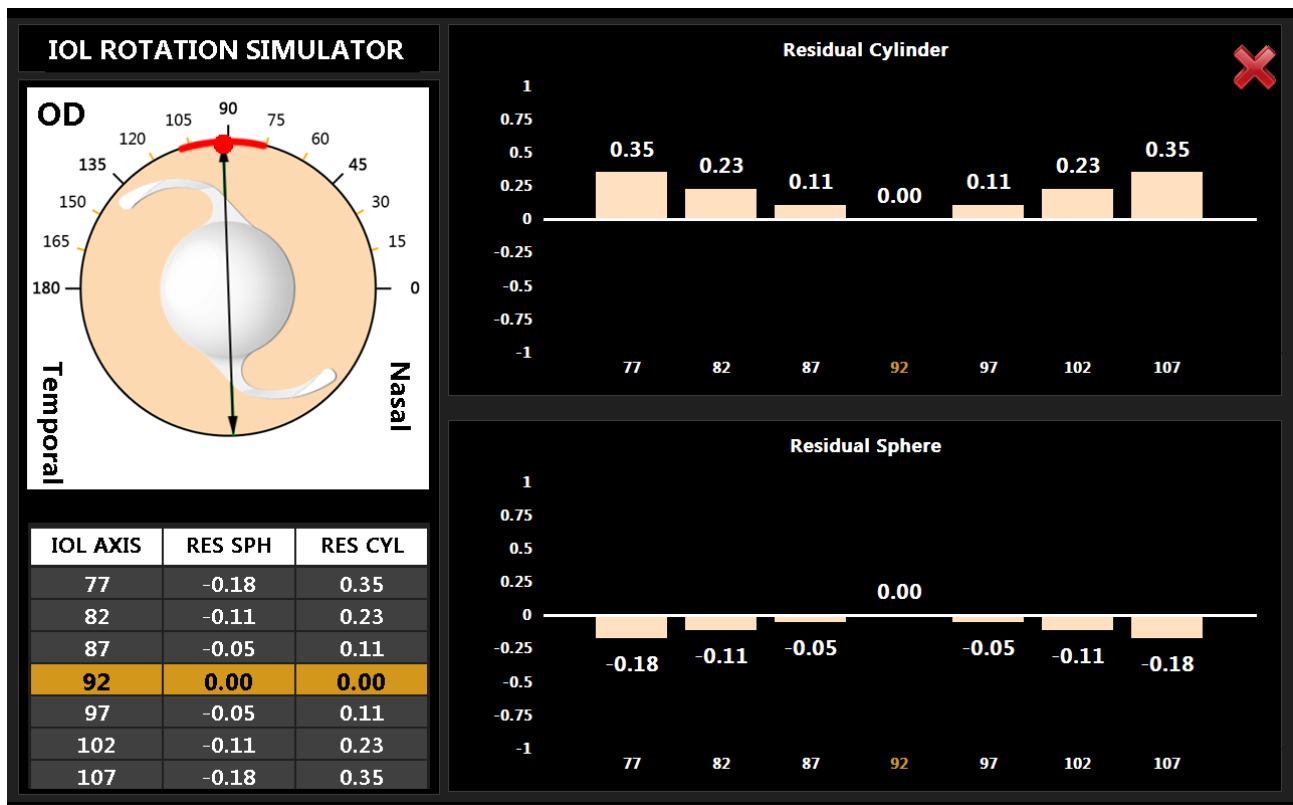 IOL ROTATION SIMULATOR
OD
90
105 75
120 60
135 45
150 30
165 15
180 0
Temporal
Nasal
IOL AXIS RES SPH RES CYL
77 -0.18 0.35
82 -0.11 0.23
87 -0.05 0.11
92 0.00 0.00
97 -0.05 0.11
102 -0.11 0.23
107 -0.18 0.35
Residual Cylinder
1
0.75
0.5
0.25
0
-0.25
-0.5
-0.75
-1
0.35 0.23 0.11 0.00 0.11 0.23 0.35
77 82 87 92 97 102 107
Residual Sphere
1
0.75
0.5
0.25
0
-0.25
-0.5
-0.75
-1
-0.18 -0.11 -0.05 0.00 -0.05 -0.11 -0.18
77 82 87 92 97 102 107